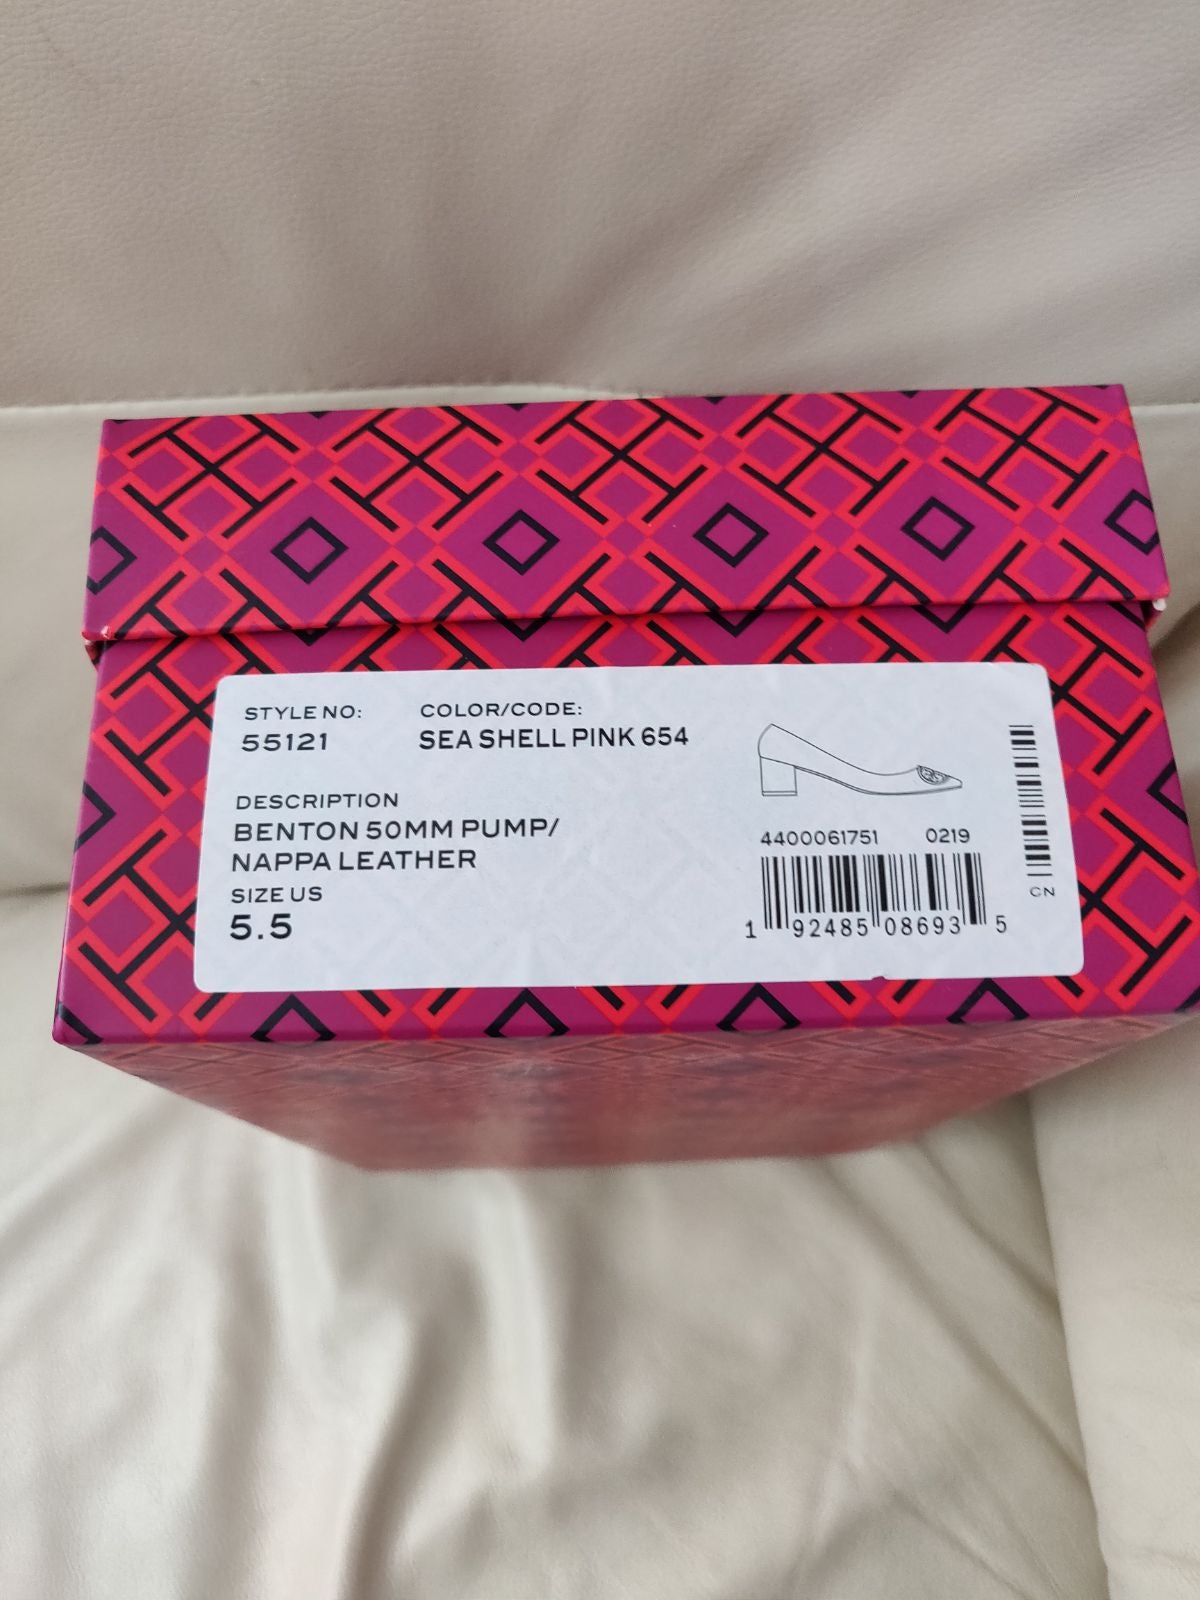 STYLE NO: COLOR/CODE:
55121 SEA SHELL PINK 654
DESCRIPTION
BENTON 50MM PUMP/
NAPPA LEATHER
SIZE US
5.5
4400061751 0219
1 92485 08693 5
CN